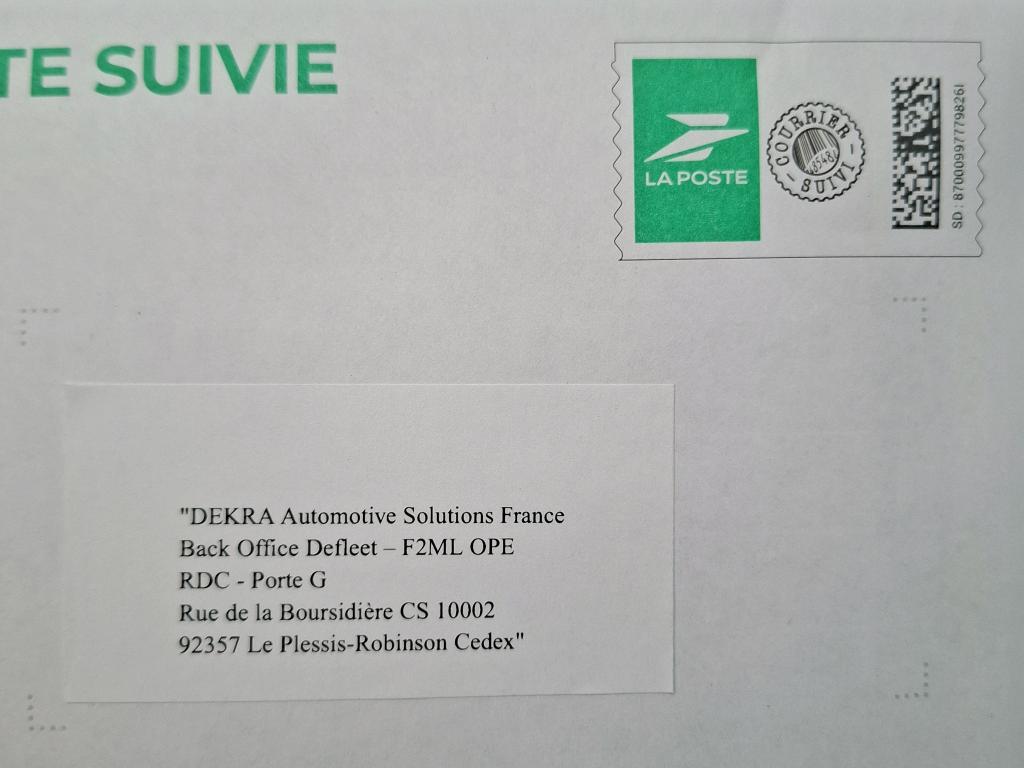 TE SUIVIE
LA POSTE
COURRIER
SUIVI
SD : 87000997779826I
"DEKRA Automotive Solutions France
Back Office Defleet – F2ML OPE
RDC - Porte G
Rue de la Boursidière CS 10002
92357 Le Plessis-Robinson Cedex"